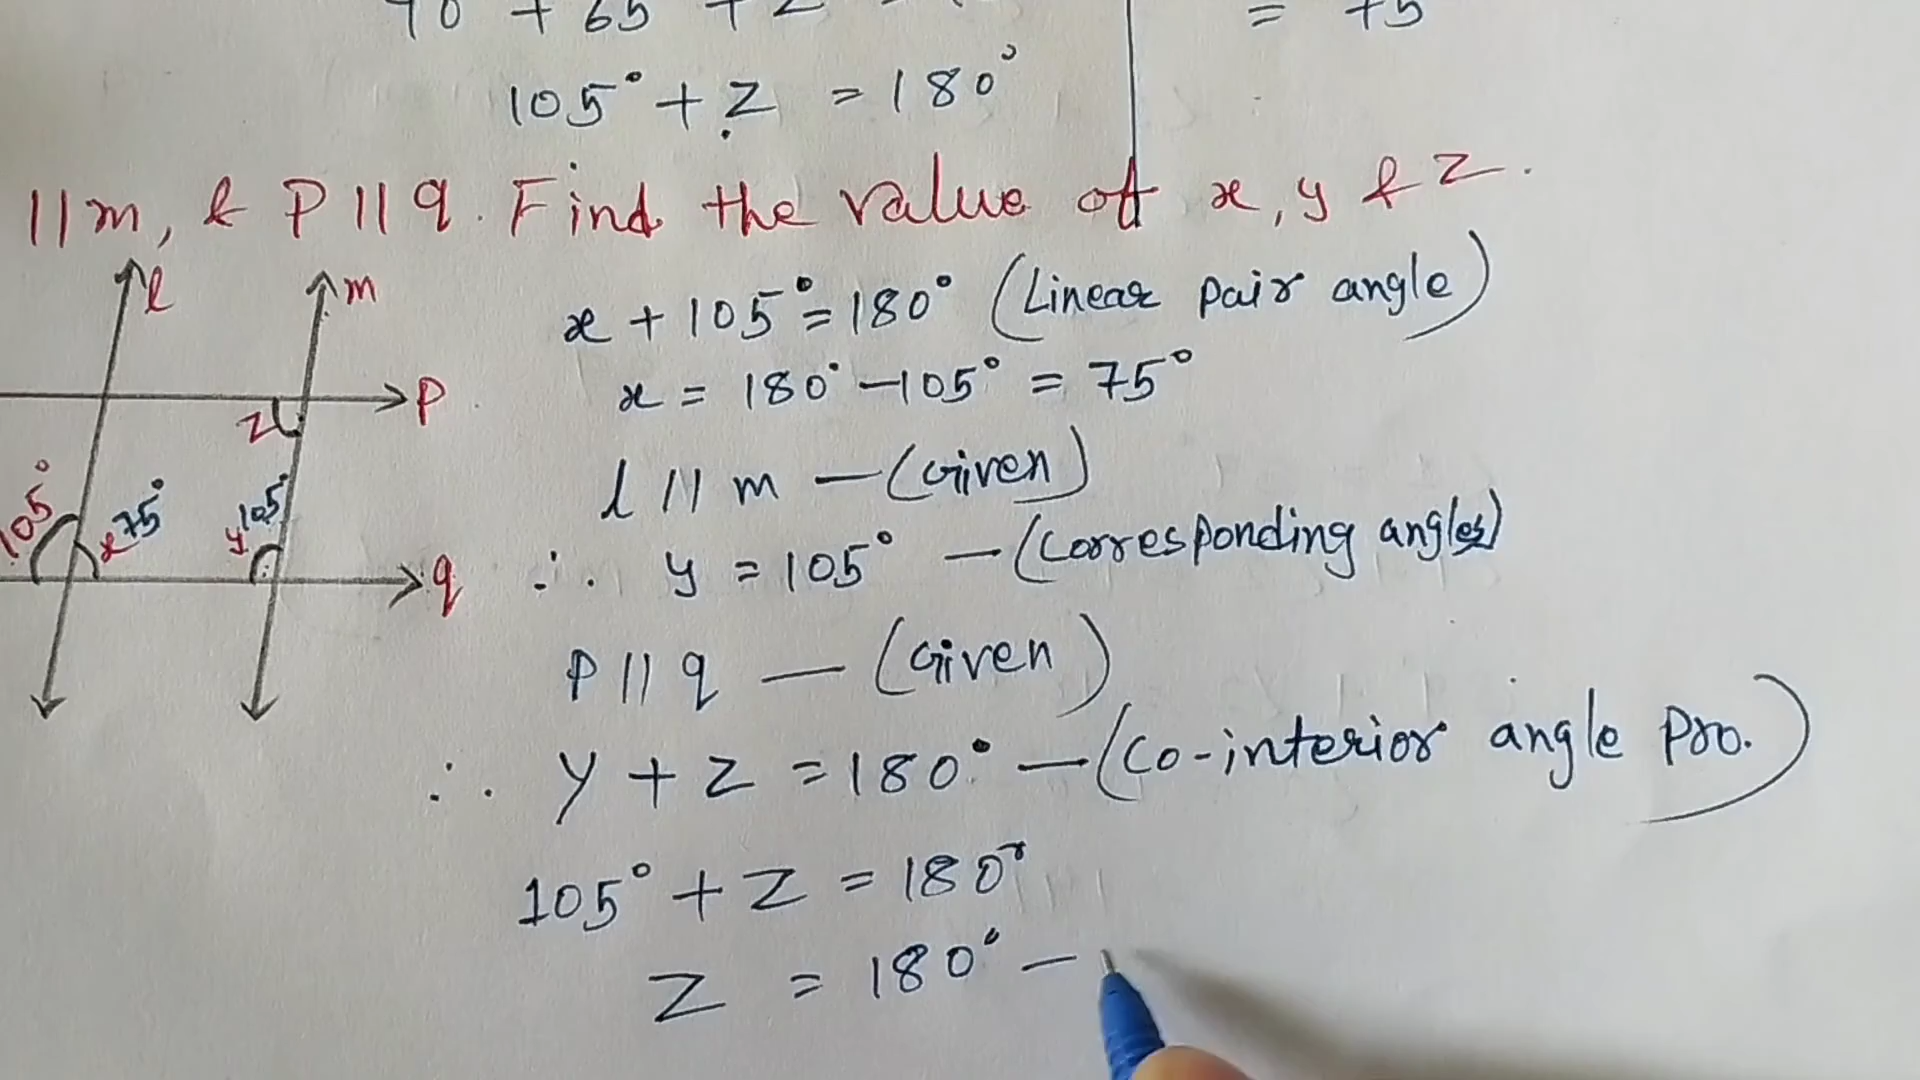 + 65 + Z
= 75
105° + Z = 180°
|| m, & P || q. Find the value of x, y & Z.
l
m
x + 105° = 180° (Linear pair angle)
x = 180° - 105° = 75°
P
Z
l || m - (Given)
105°
x 75°
y 105°
∴ y = 105° - (Corresponding angles)
q
P || q - (Given)
∴ y + z = 180° - (Co-interior angle Pro.)
105° + Z = 180°
Z = 180° -